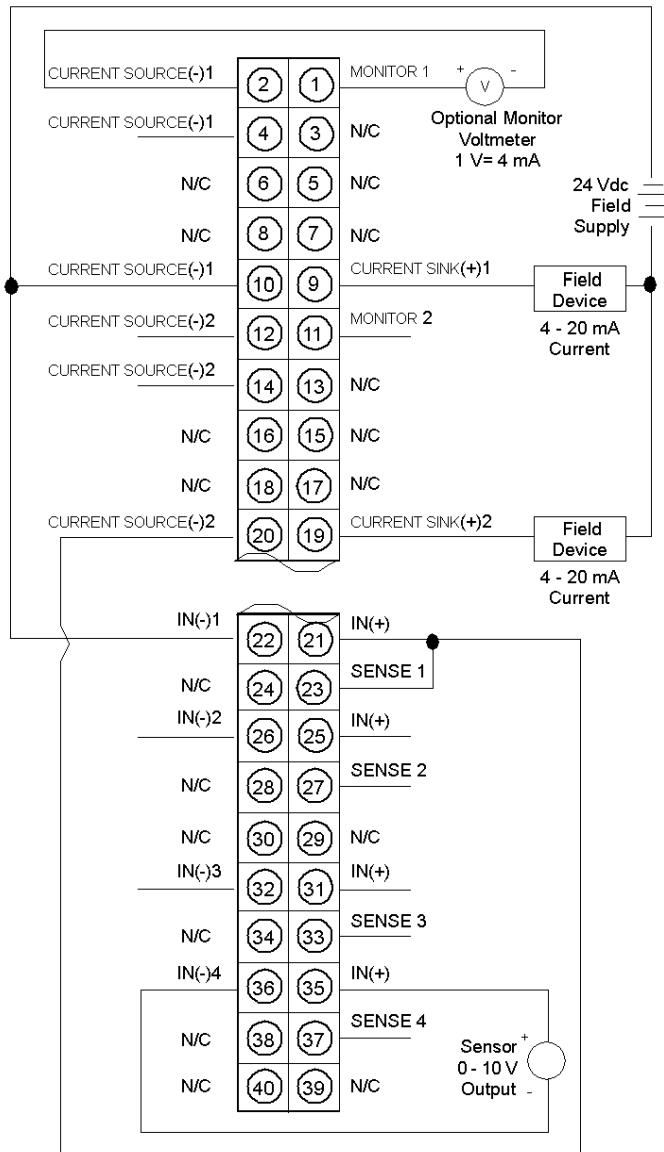 CURRENT SOURCE(-)1 2 1 MONITOR 1 + V -
Optional Monitor
Voltmeter
1 V= 4 mA
CURRENT SOURCE(-)1 4 3 N/C
N/C 6 5 N/C
24 Vdc
Field
Supply
N/C 8 7 N/C
CURRENT SOURCE(-)1 10 9 CURRENT SINK(+)1
Field
Device
4 - 20 mA
Current
CURRENT SOURCE(-)2 12 11 MONITOR 2
CURRENT SOURCE(-)2 14 13 N/C
N/C 16 15 N/C
N/C 18 17 N/C
CURRENT SOURCE(-)2 20 19 CURRENT SINK(+)2
Field
Device
4 - 20 mA
Current
IN(-)1 22 21 IN(+)
N/C 24 23 SENSE 1
IN(-)2 26 25 IN(+)
N/C 28 27 SENSE 2
N/C 30 29 N/C
IN(-)3 32 31 IN(+)
N/C 34 33 SENSE 3
IN(-)4 36 35 IN(+)
N/C 38 37 SENSE 4
Sensor +
0 - 10 V
Output -
N/C 40 39 N/C